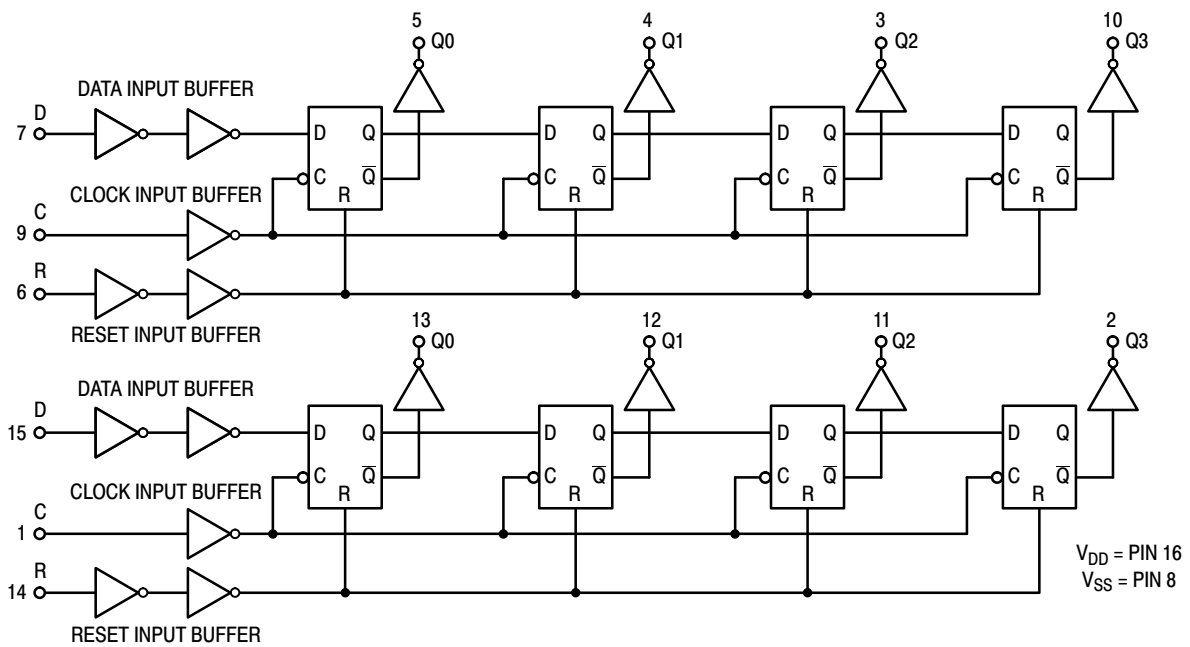 5 4 3 10
Q0 Q1 Q2 Q3
DATA INPUT BUFFER
D
7
D Q D Q D Q D Q
CLOCK INPUT BUFFER
C Q̅ C Q̅ C Q̅ C Q̅
R R R R
C
9
R
6
RESET INPUT BUFFER
13 12 11 2
Q0 Q1 Q2 Q3
DATA INPUT BUFFER
D
15
D Q D Q D Q D Q
CLOCK INPUT BUFFER
C Q̅ C Q̅ C Q̅ C Q̅
R R R R
C
1
R
14
RESET INPUT BUFFER
VDD = PIN 16
VSS = PIN 8